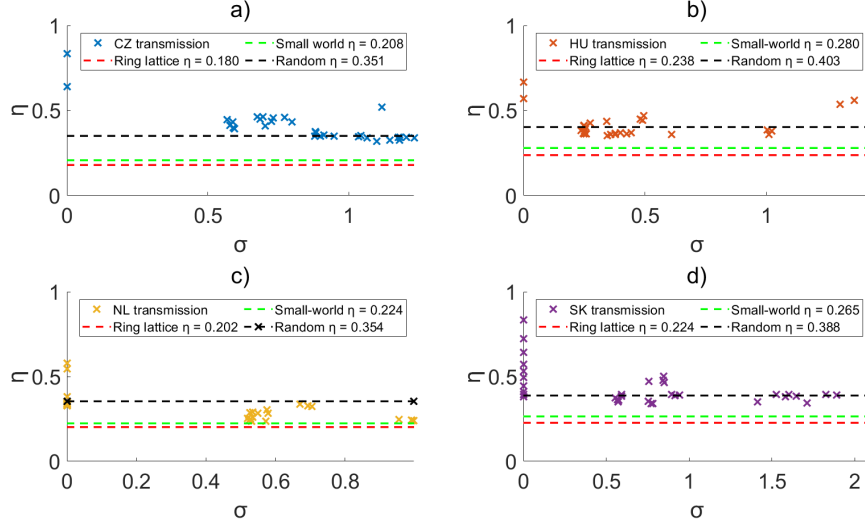 a)
CZ transmission
Small world η = 0.208
Ring lattice η = 0.180
Random η = 0.351
1
0.5
0
η
0 0.5 1
σ
b)
HU transmission
Small-world η = 0.280
Ring lattice η = 0.238
Random η = 0.403
1
0.5
0
η
0 0.5 1
σ
c)
NL transmission
Small-world η = 0.224
Ring lattice η = 0.202
Random η = 0.354
1
0.5
0
η
0 0.2 0.4 0.6 0.8
σ
d)
SK transmission
Small-world η = 0.265
Ring lattice η = 0.224
Random η = 0.388
1
0.5
0
η
0 0.5 1 1.5 2
σ